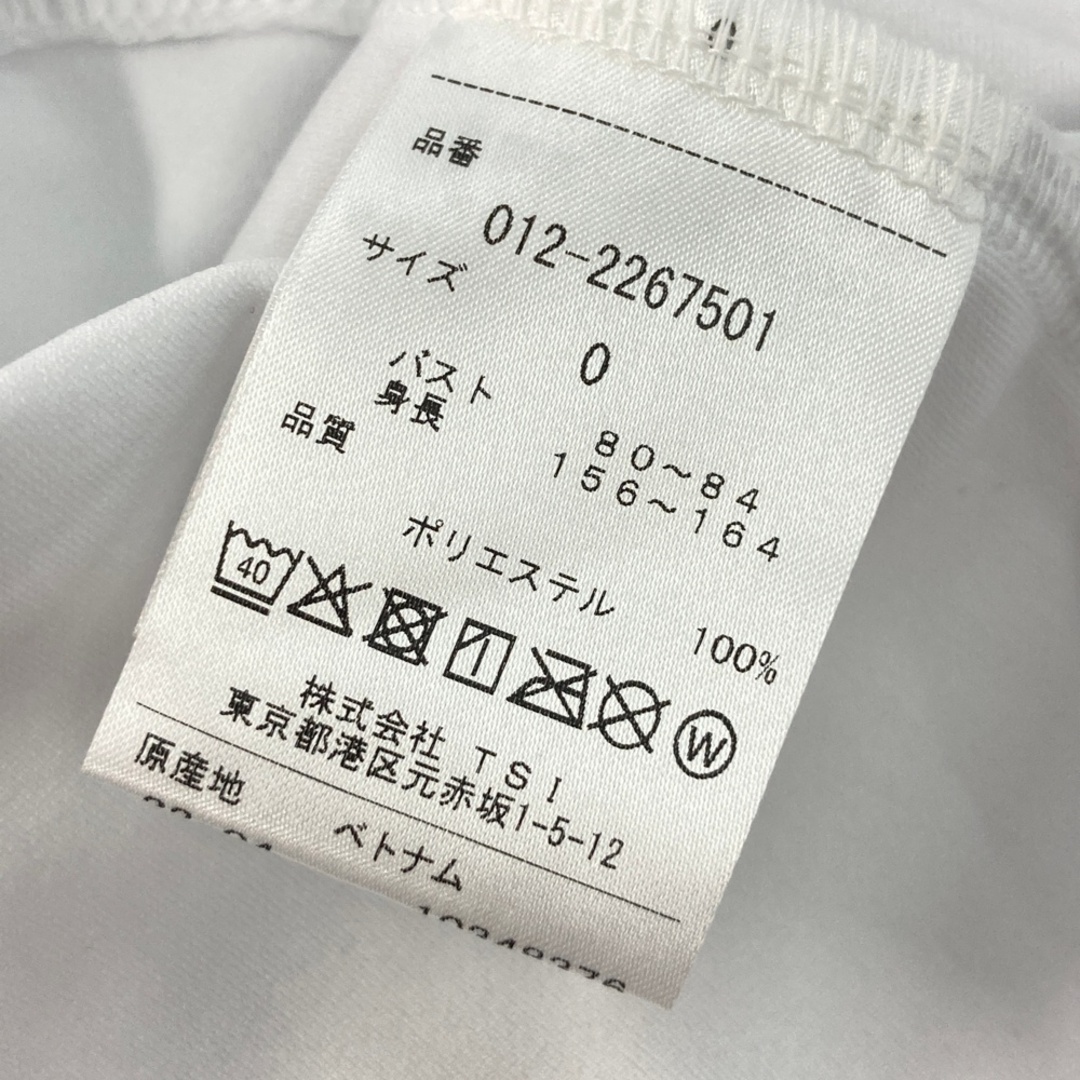 品番
012-2267501
サイズ
0
バスト
80~84
身長
156~164
品質
ポリエステル
100%
40
W
株式会社 TSI
東京都港区元赤坂1-5-12
原産地
ベトナム